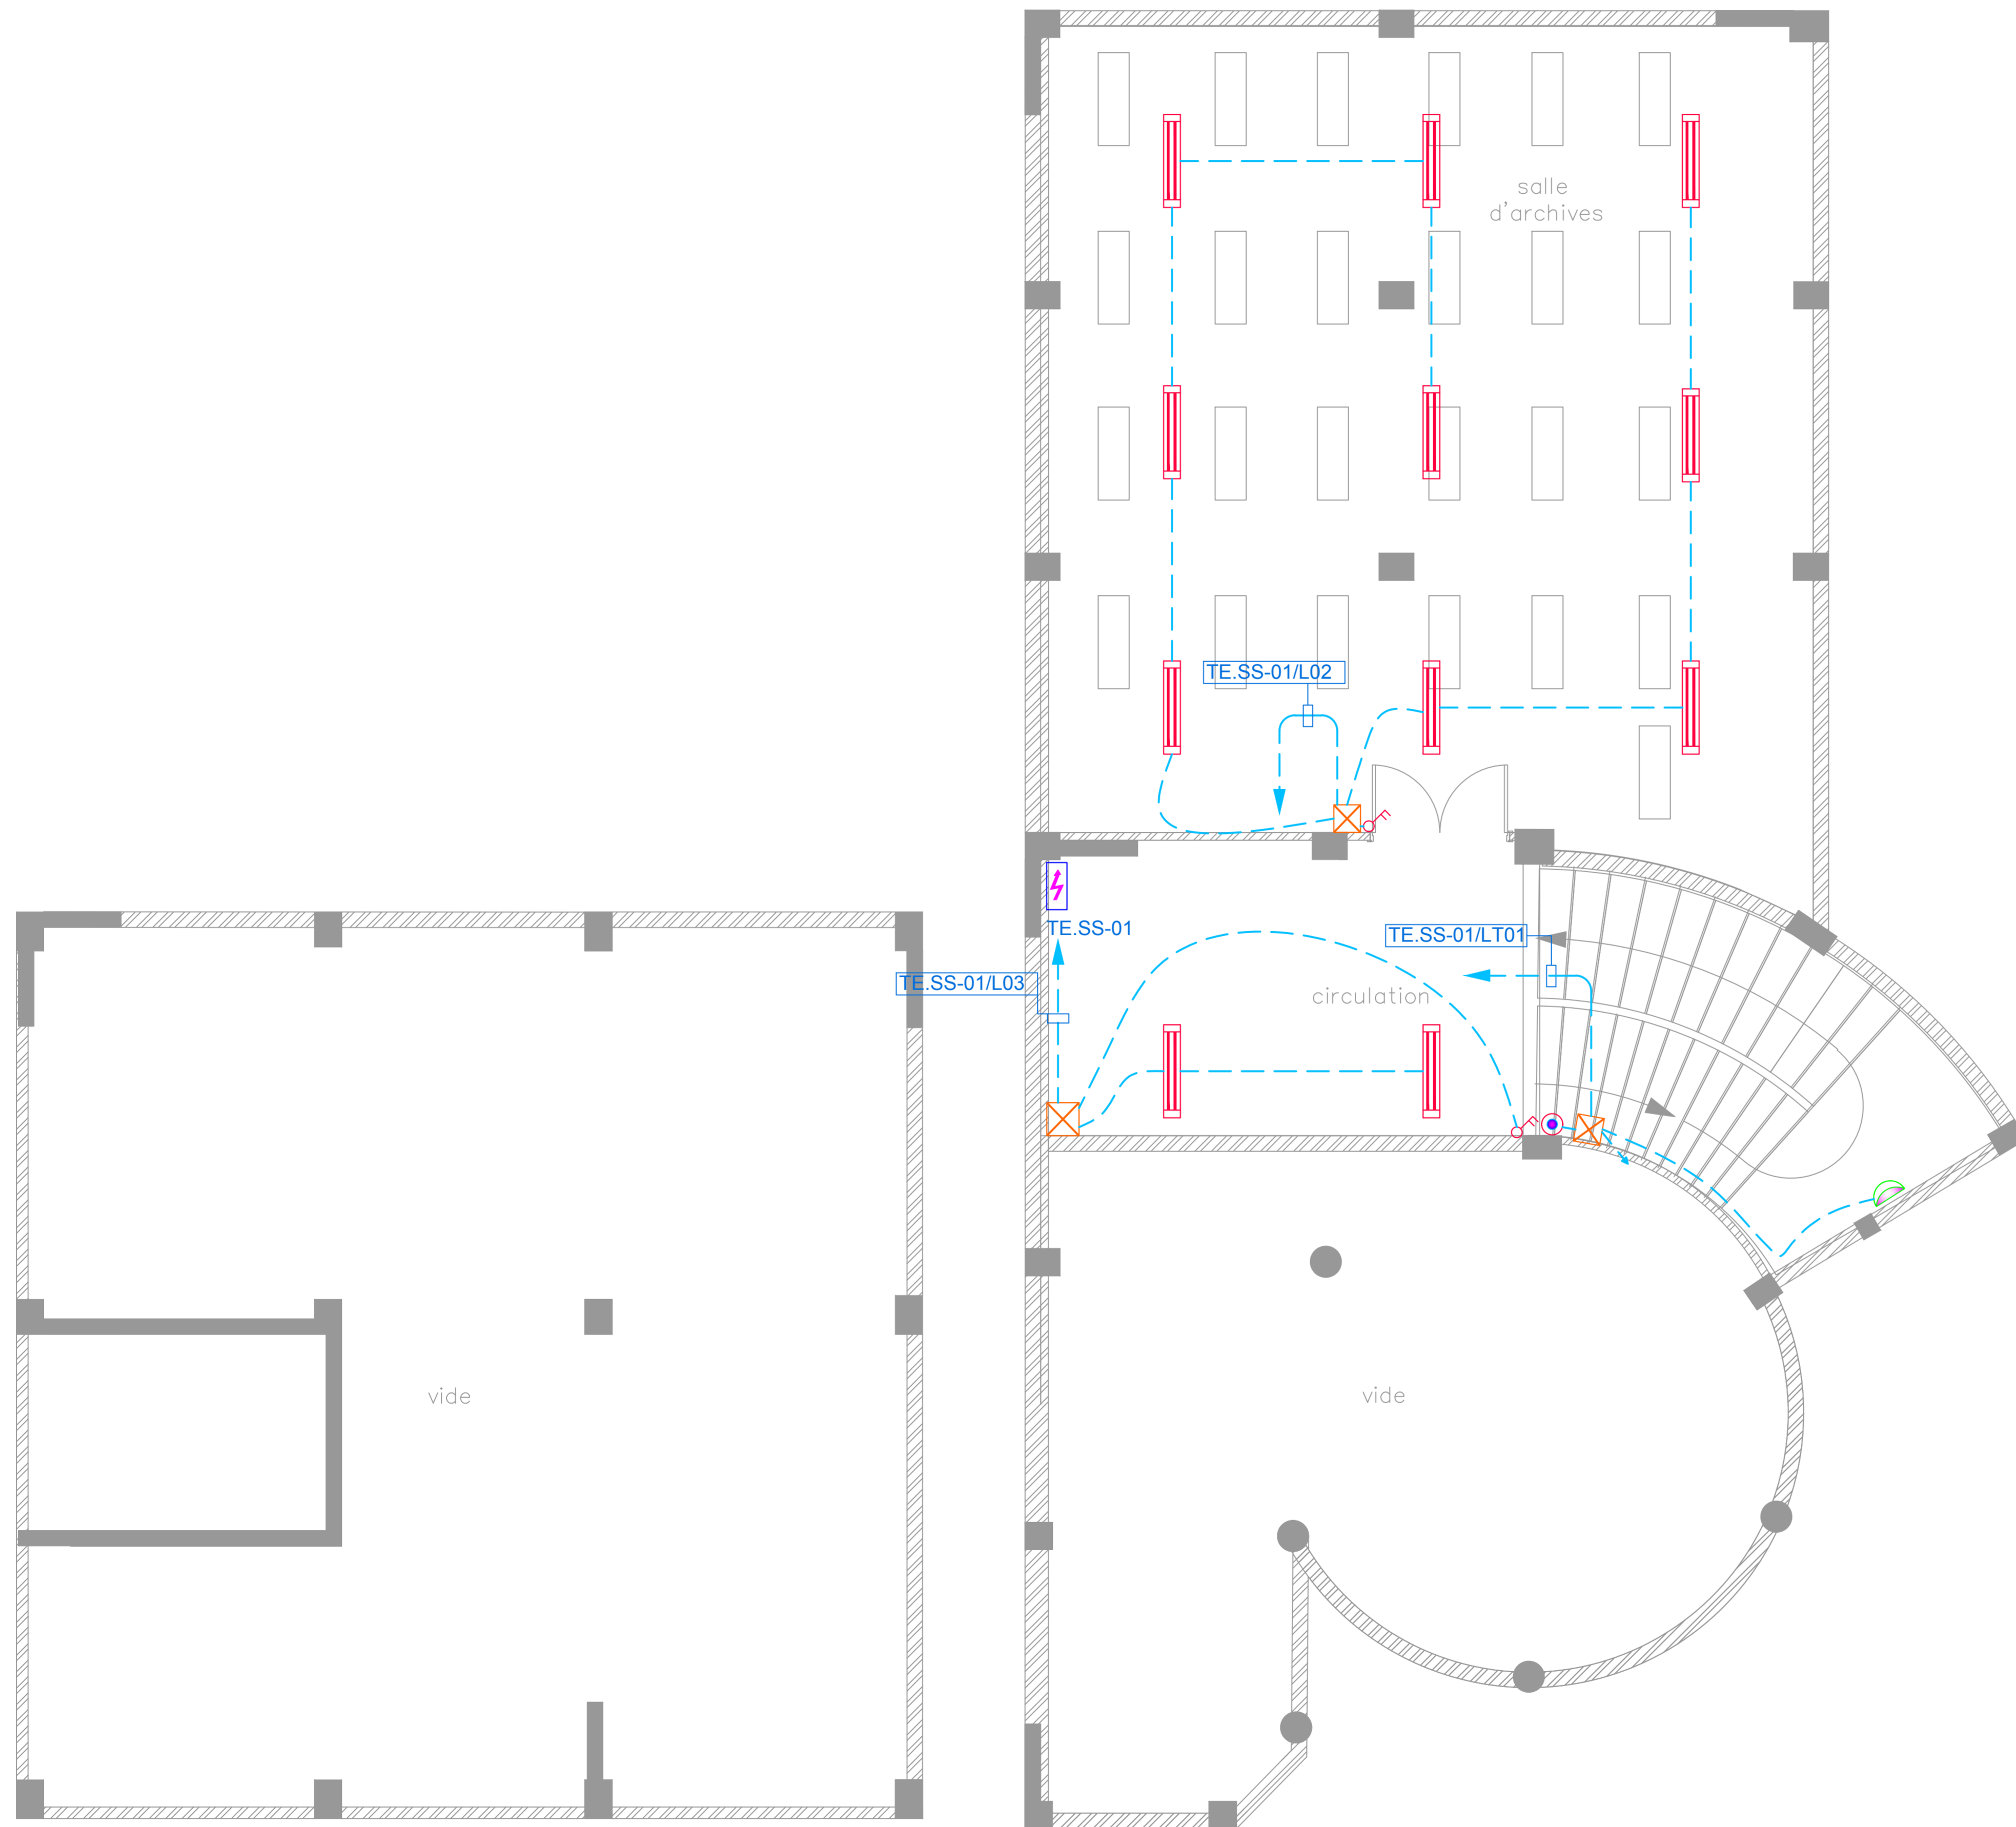 salle
d'archives
TE.SS-01/L02
TE.SS-01
TE.SS-01/LT01
TE.SS-01/L03
circulation
vide
vide